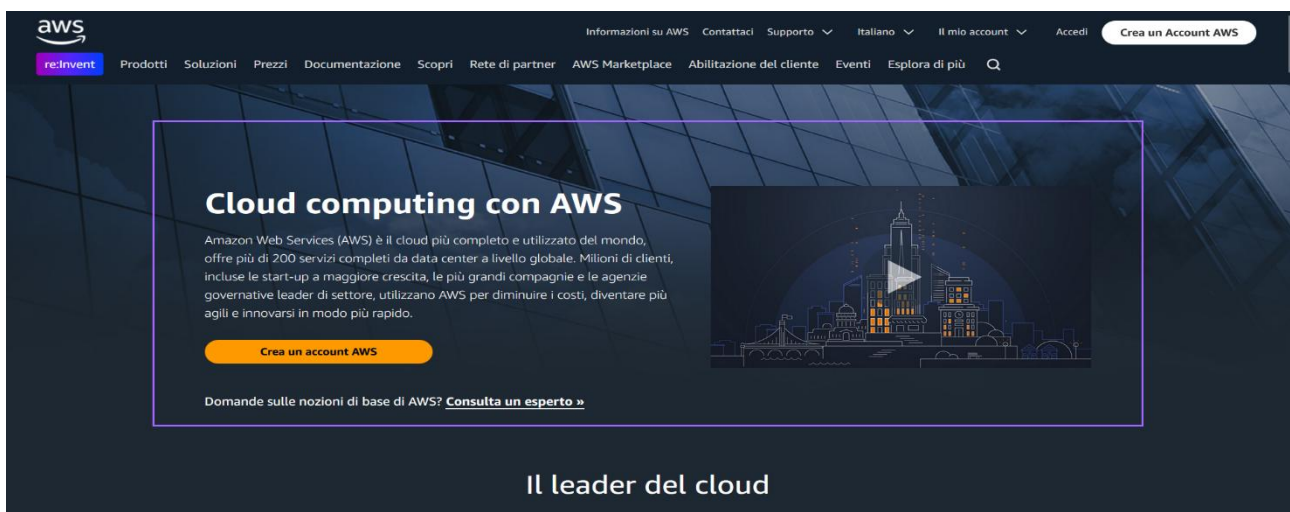 aws
Informazioni su AWS Contattaci Supporto Italiano Il mio account Accedi Crea un Account AWS
re:Invent Prodotti Soluzioni Prezzi Documentazione Scopri Rete di partner AWS Marketplace Abilitazione del cliente Eventi Esplora di più
Cloud computing con AWS
Amazon Web Services (AWS) è il cloud più completo e utilizzato del mondo,
offre più di 200 servizi completi da data center a livello globale. Milioni di clienti,
incluse le start-up a maggiore crescita, le più grandi compagnie e le agenzie
governative leader di settore, utilizzano AWS per diminuire i costi, diventare più
agili e innovarsi in modo più rapido.
Crea un account AWS
Domande sulle nozioni di base di AWS? Consulta un esperto »
Il leader del cloud